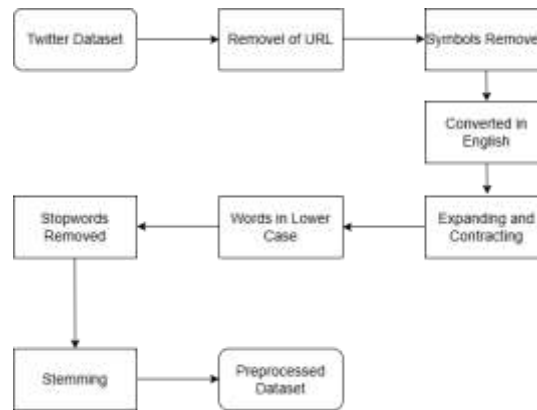 Twitter Dataset
Removel of URL
Symbols Remove
Converted in
English
Expanding and
Contracting
Words in Lower
Case
Stopwords
Removed
Stemming
Preprocessed
Dataset